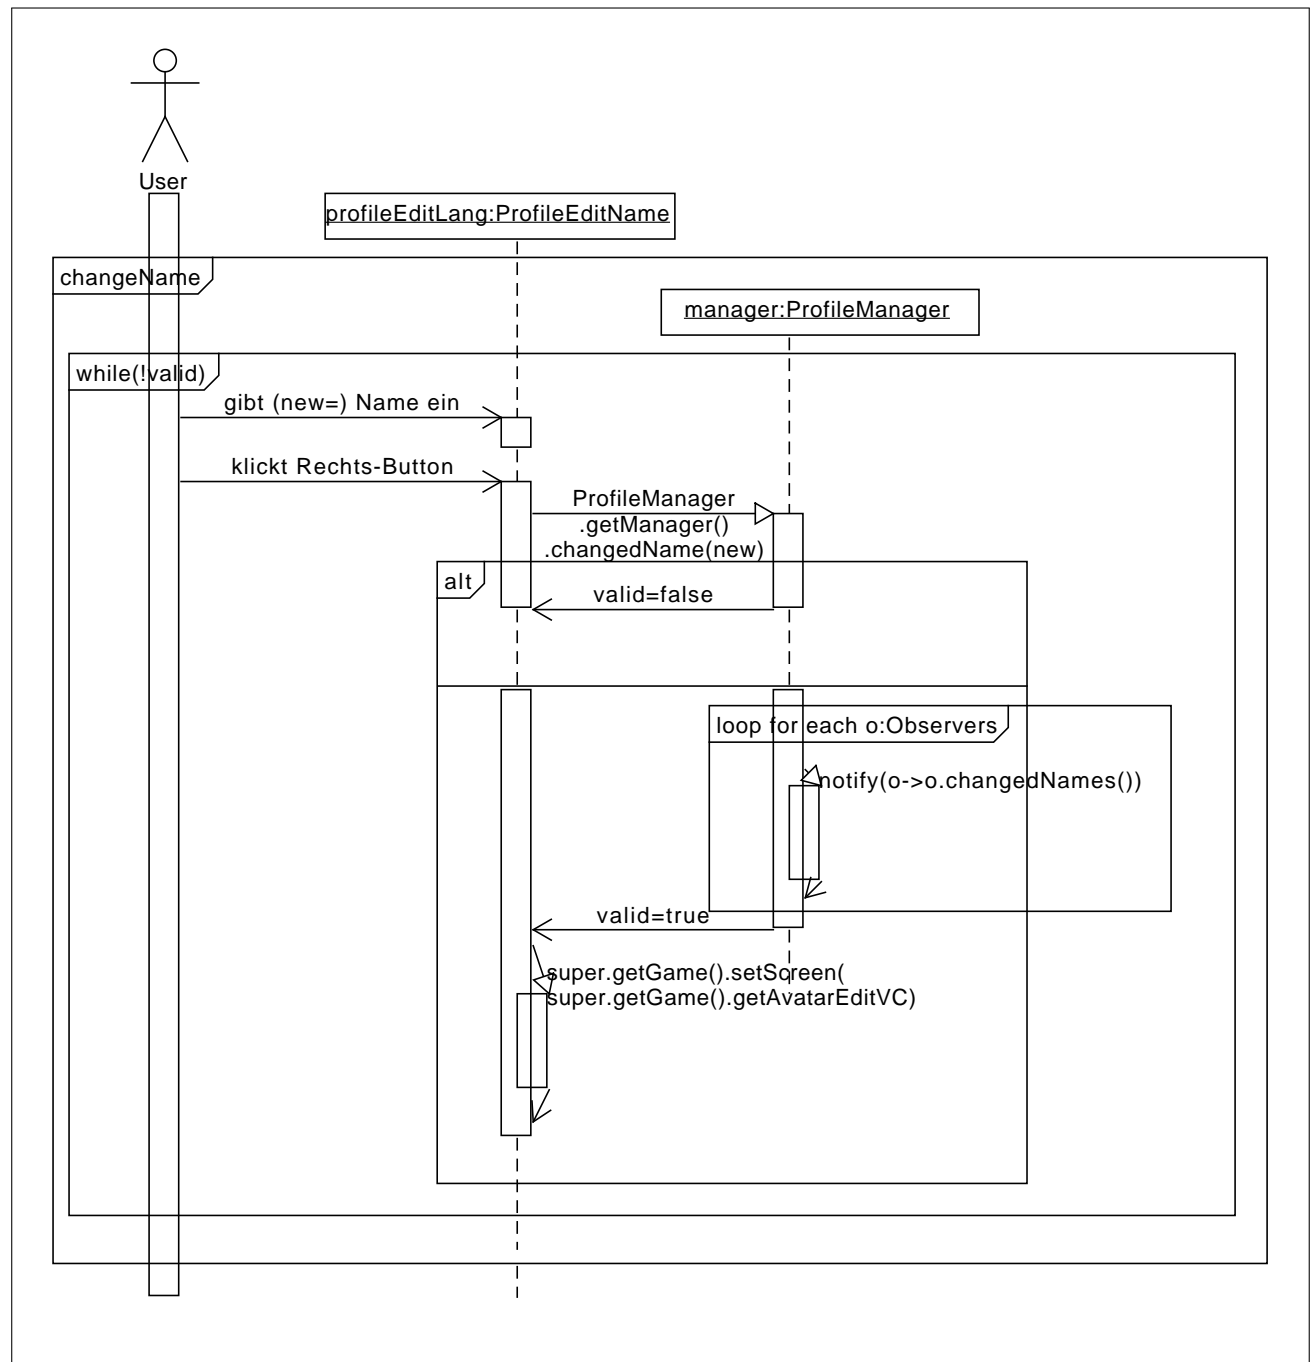 User
profileEditLang:ProfileEditName
changeName
manager:ProfileManager
while(!valid)
gibt (new=) Name ein
klickt Rechts-Button
ProfileManager
.getManager()
.changedName(new)
alt
valid=false
loop for each o:Observers
notify(o->o.changedNames())
valid=true
super.getGame().setScreen(
super.getGame().getAvatarEditVC)